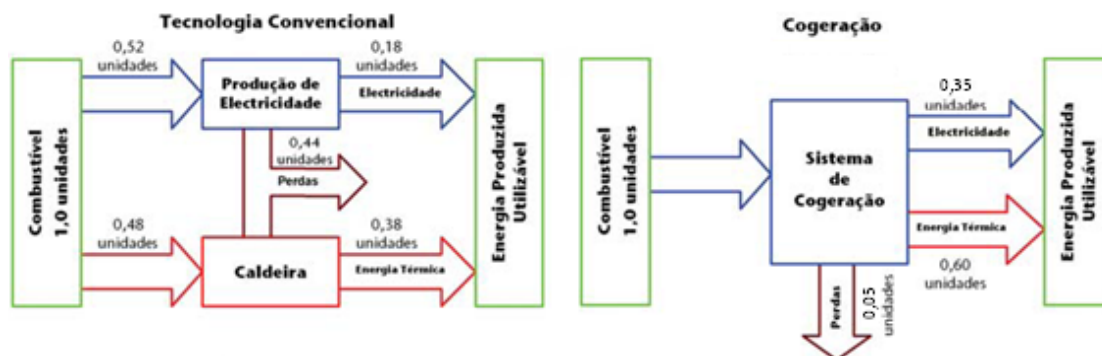 Tecnologia Convencional
0,52
unidades
0,18
unidades
Combustível
1,0 unidades
Produção de
Electricidade
Electricidade
0,44
unidades
Perdas
0,48
unidades
0,38
unidades
Caldeira
Energia Térmica
Energia Produzida
Utilizável
Cogeração
Combustível
1,0 unidades
Sistema
de
Cogeração
0,35
unidades
Electricidade
Energia Térmica
0,60
unidades
Perdas
0,05
unidades
Energia Produzida
Utilizável